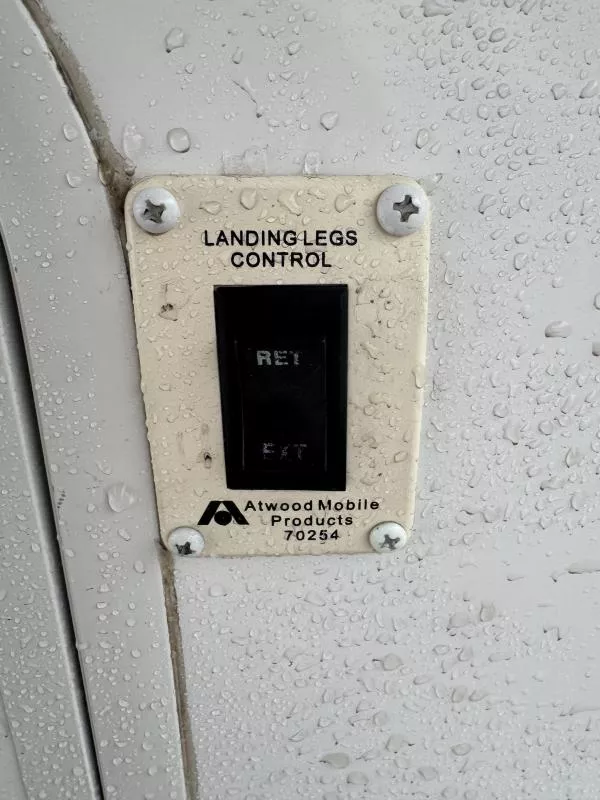 LANDING LEGS
CONTROL
RET
EXT
Atwood Mobile
Products
70254